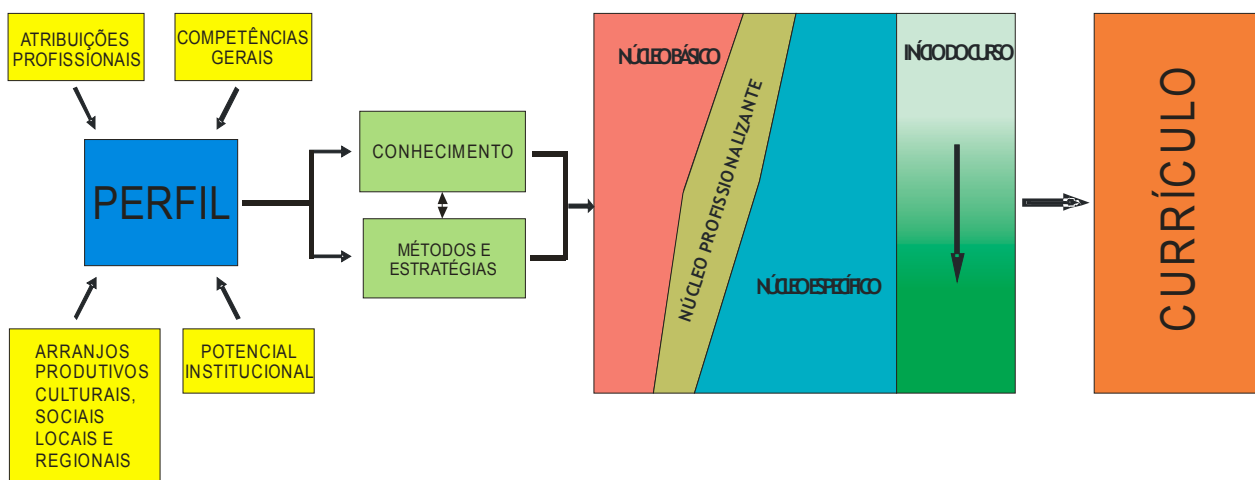 ATRIBUIÇÕES
PROFISSIONAIS
COMPETÊNCIAS
GERAIS
PERFIL
ARRANJOS
PRODUTIVOS
CULTURAIS,
SOCIAIS
LOCAIS E
REGIONAIS
POTENCIAL
INSTITUCIONAL
CONHECIMENTO
MÉTODOS E
ESTRATÉGIAS
NÚCLEO BÁSICO
NÚCLEO PROFISSIONALIZANTE
NÚCLEO ESPECÍFICO
INÍCIO DO CURSO
CURRÍCULO